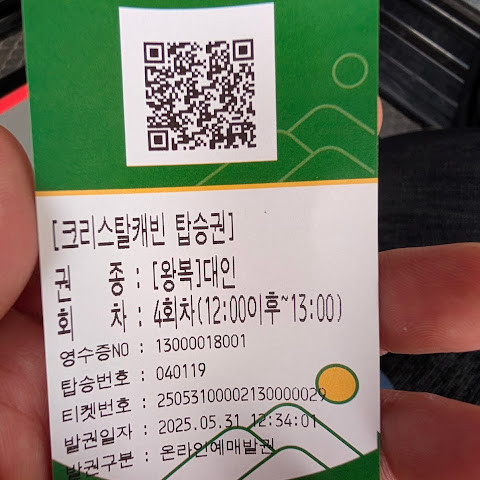 [크리스탈캐빈 탑승권]
권 종 : [왕복]대인
회 차 : 4회차(12:00이후~13:00)
영수증NO : 13000018001
탑승번호 : 040119
티켓번호 : 25053100002130000029
발권일자 : 2025.05.31 12:34:01
발권구분 : 온라인예매발권